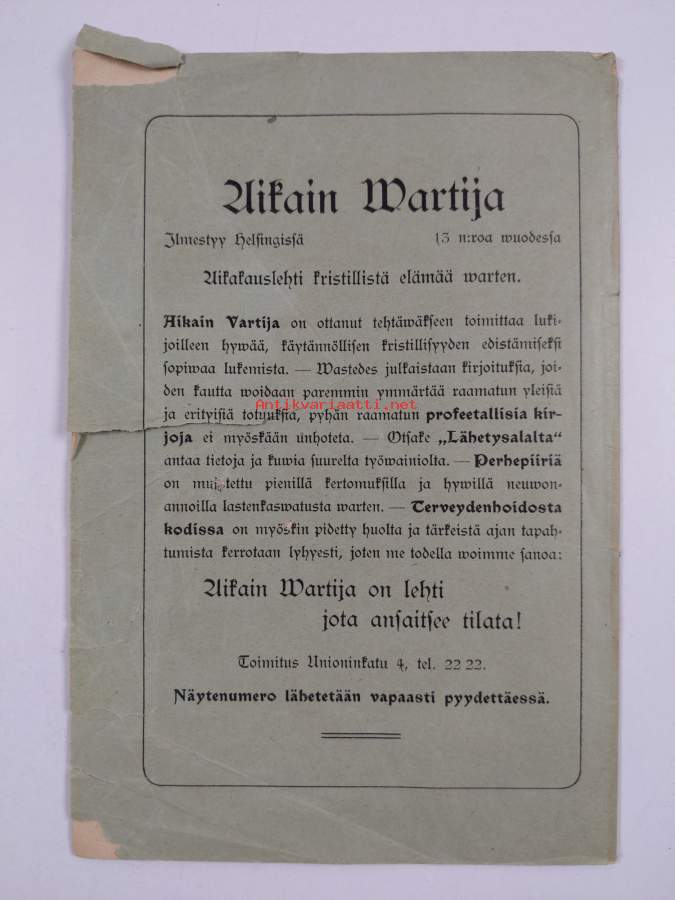 Aikain Wartija
Ilmestyy Helsingissä 13 n:roa wuodessa
Aikakauslehti kristillistä elämää warten.
Aikain Vartija on ottanut tehtäwäkseen toimittaa luki-
joilleen hywää, käytännöllisen kristillisyyden edistämiseksi
sopiwaa lukemista. — Wastedes julkaistaan kirjoituksia, joi-
den kautta woidaan paremmin ymmärtää raamatun yleisiä
ja erityisiä totuuksia, pyhän raamatun profeetallisia kir-
Antikvariaatti.net
joja ei myöskään unhoteta. — Otsake „Lähetysalalta"
antaa tietoja ja kuwia suurelta työwainiolta. — Perhepiiriä
on muistettu pienillä kertomuksilla ja hywillä neuwon-
annoilla lastenkaswatusta warten. — Terveydenhoidosta
kodissa on myöskin pidetty huolta ja tärkeistä ajan tapah-
tumista kerrotaan lyhyesti, joten me todella woimme sanoa:
Aikain Wartija on lehti
jota ansaitsee tilata!
Toimitus Unioninkatu 4, tel. 22 22.
Näytenumero lähetetään vapaasti pyydettäessä.